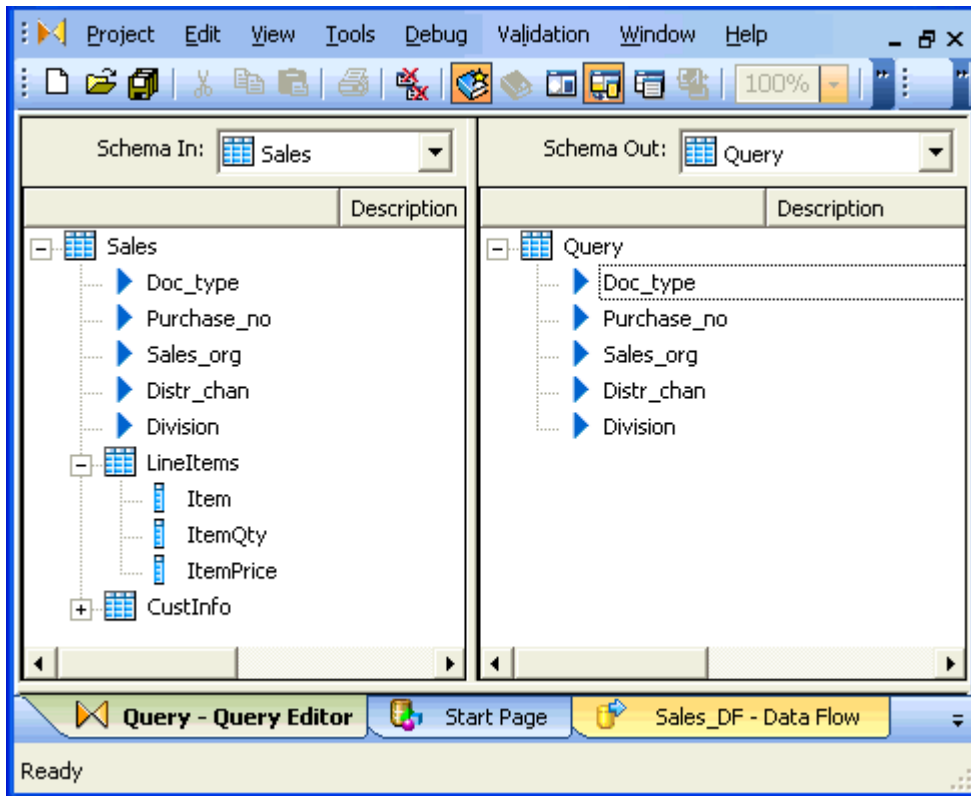 Project Edit View Tools Debug Validation Window Help
100%
Schema In: Sales
Description
Sales
Doc_type
Purchase_no
Sales_org
Distr_chan
Division
LineItems
Item
ItemQty
ItemPrice
CustInfo
Schema Out: Query
Description
Query
Doc_type
Purchase_no
Sales_org
Distr_chan
Division
Query - Query Editor Start Page Sales_DF - Data Flow
Ready